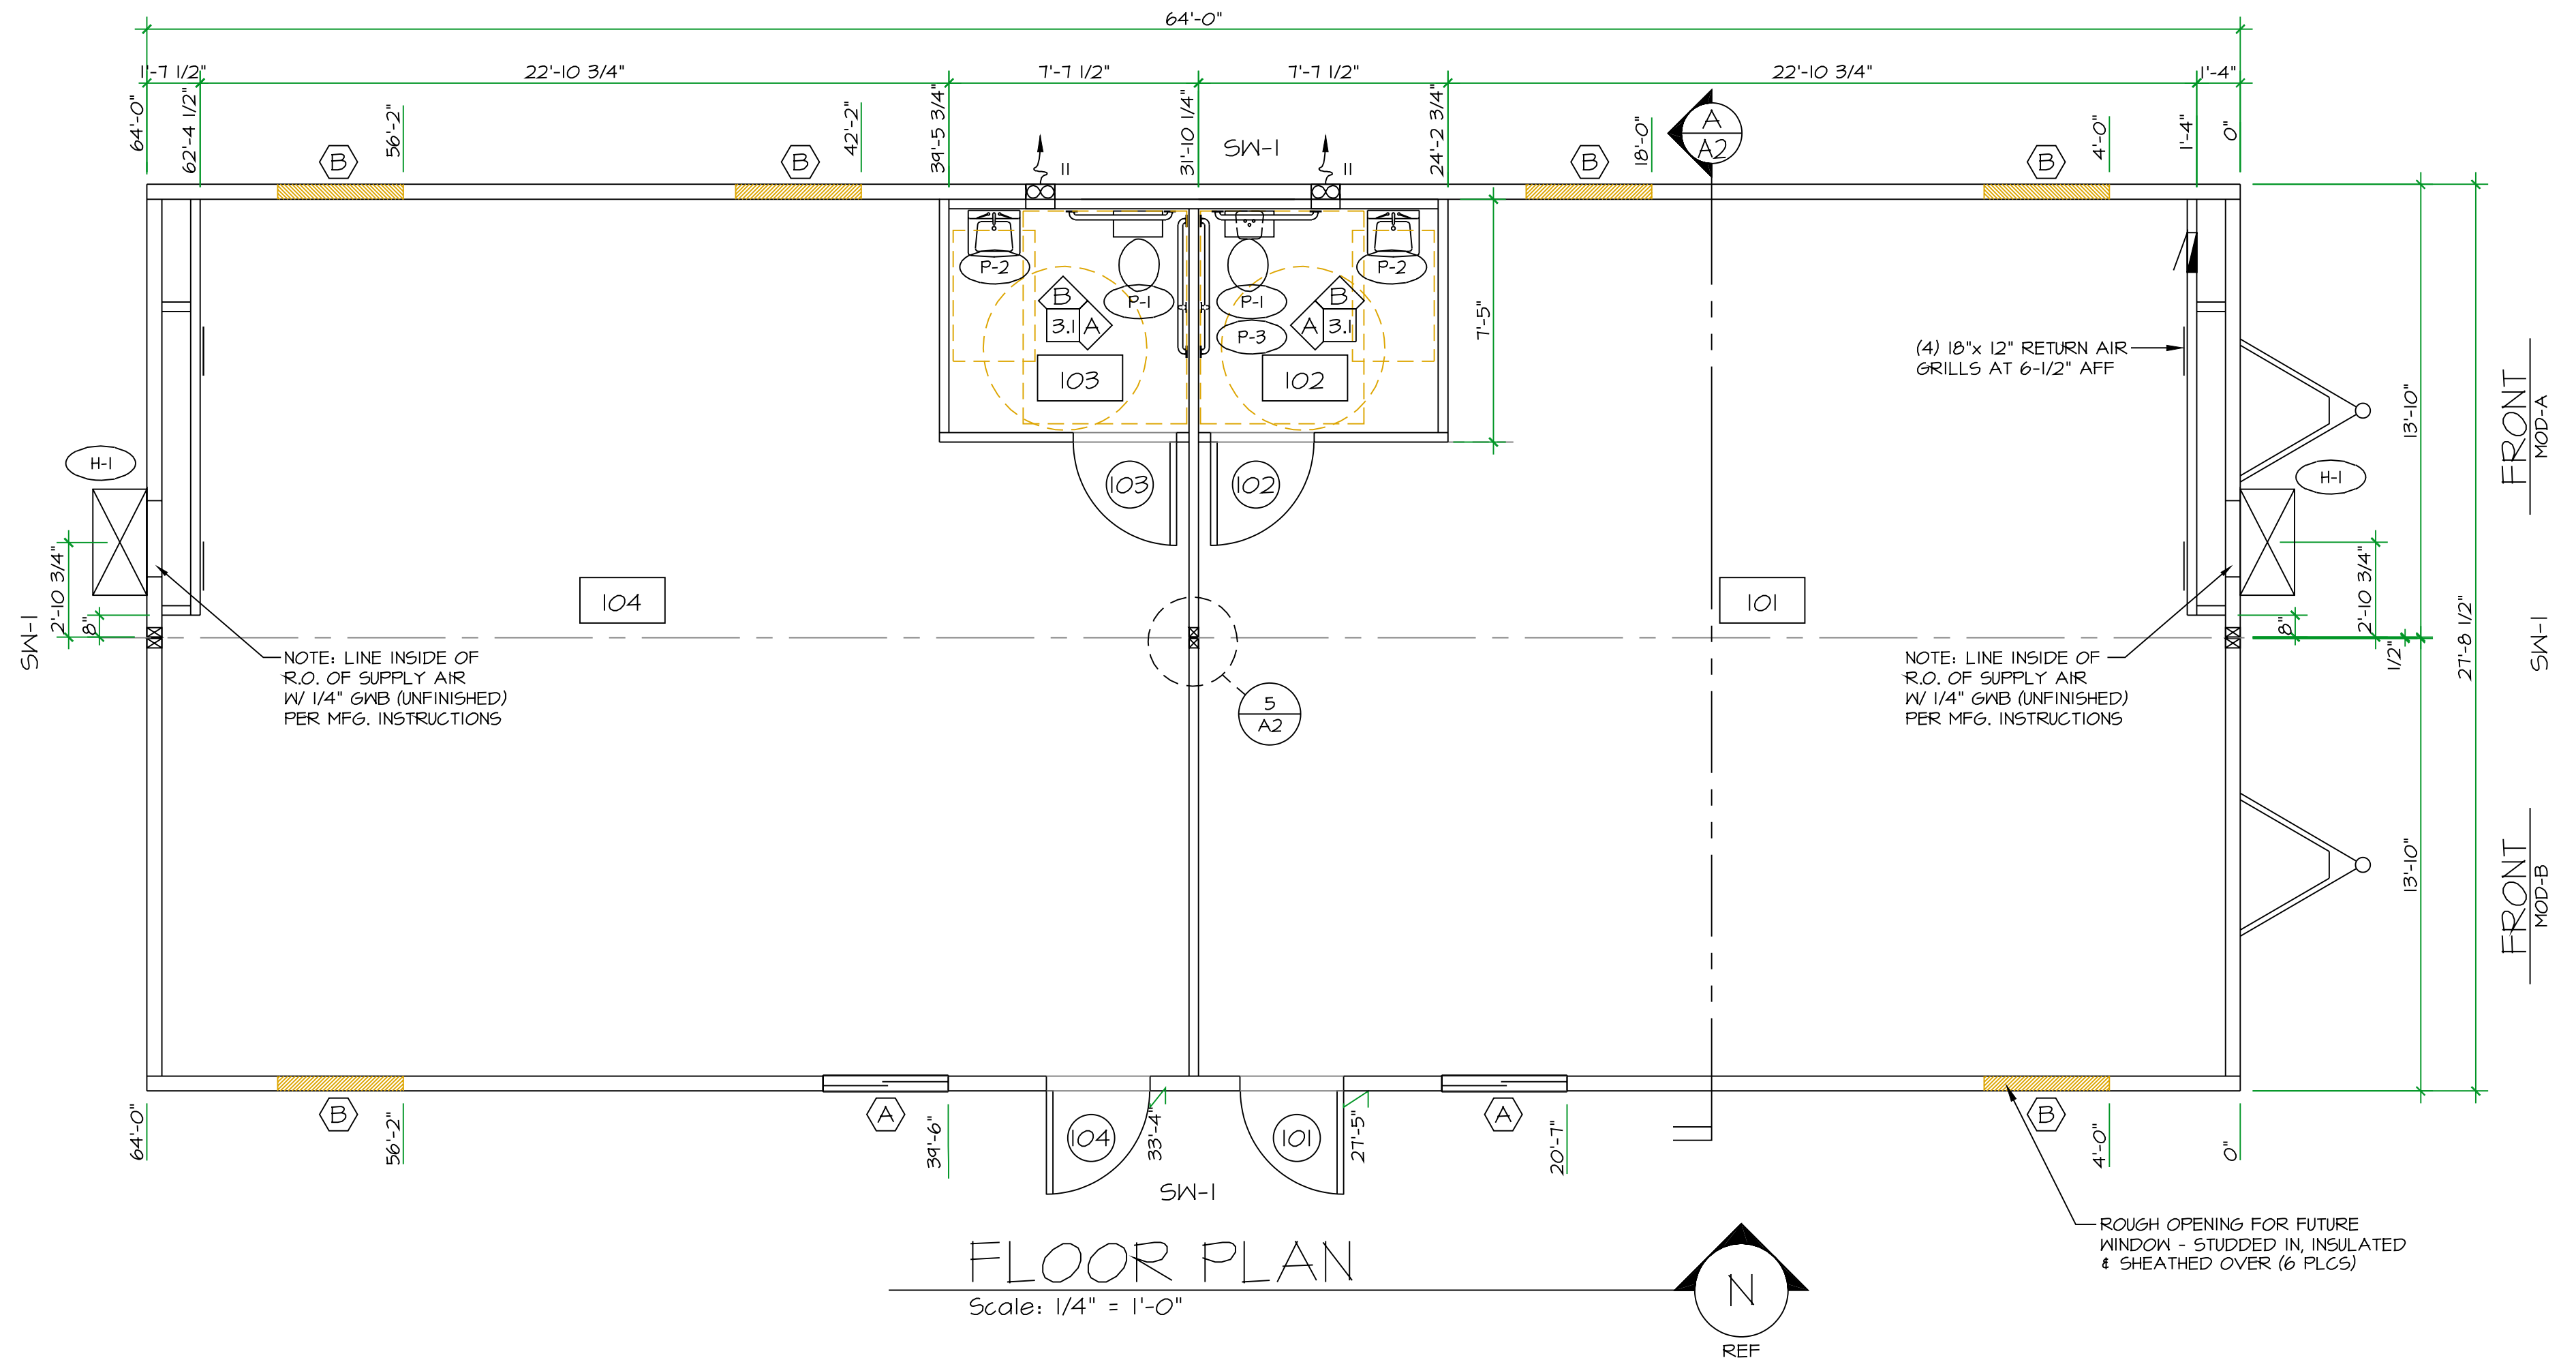 64'-0"
1'-7 1/2"
22'-10 3/4"
7'-7 1/2"
7'-7 1/2"
22'-10 3/4"
1'-4"
64'-0"
62'-4 1/2"
56'-2"
42'-2"
39'-5 3/4"
31'-10 1/4"
24'-2 3/4"
18'-0"
4'-0"
1'-4"
0"
A
A2
SW-1
B
B
11
11
B
B
P-2
P-1
P-1
P-3
P-2
B
3.1
A
B
A
3.1
103
102
7'-5"
103
102
(4) 18"x 12" RETURN AIR
GRILLS AT 6-1/2" AFF
H-1
H-1
2'-10 3/4"
8"
SW-1
104
101
NOTE: LINE INSIDE OF
R.O. OF SUPPLY AIR
W/ 1/4" GWB (UNFINISHED)
PER MFG. INSTRUCTIONS
5
A2
NOTE: LINE INSIDE OF
R.O. OF SUPPLY AIR
W/ 1/4" GWB (UNFINISHED)
PER MFG. INSTRUCTIONS
8"
2'-10 3/4"
1/2"
13'-10"
27'-8 1/2"
13'-10"
FRONT
MOD-A
SW-1
FRONT
MOD-B
B
A
A
B
64'-0"
56'-2"
39'-6"
104
33'-4"
101
27'-5"
20'-7"
4'-0"
0"
SW-1
ROUGH OPENING FOR FUTURE
WINDOW - STUDDED IN, INSULATED
& SHEATHED OVER (6 PLCS)
FLOOR PLAN
Scale: 1/4" = 1'-0"
N
REF